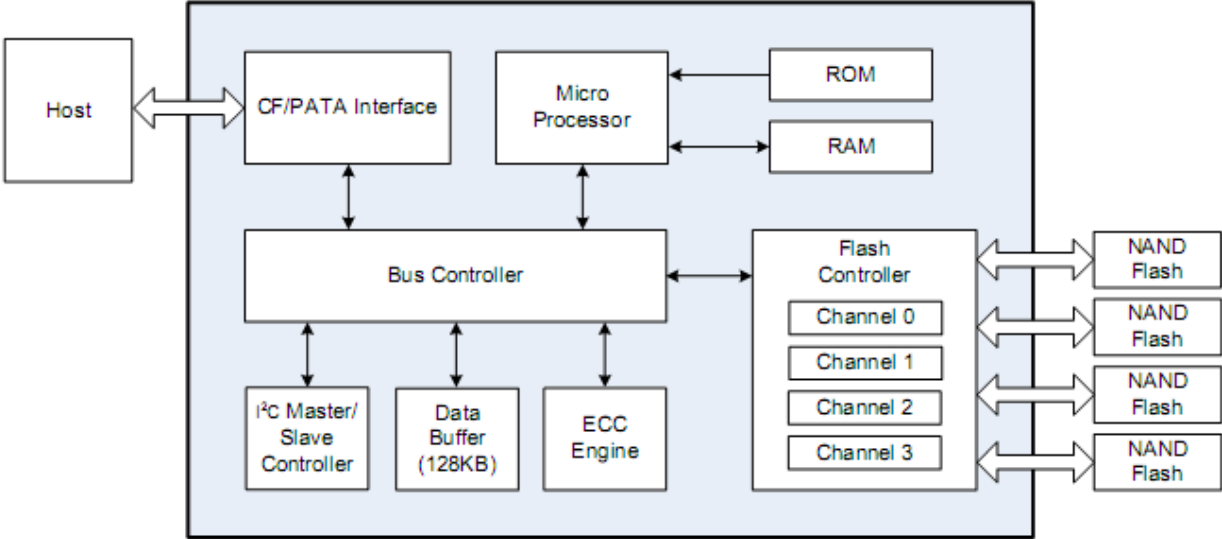 Host
CF/PATA Interface
Micro
Processor
ROM
RAM
Bus Controller
Flash
Controller
Channel 0
Channel 1
Channel 2
Channel 3
NAND
Flash
NAND
Flash
NAND
Flash
NAND
Flash
I²C Master/
Slave
Controller
Data
Buffer
(128KB)
ECC
Engine